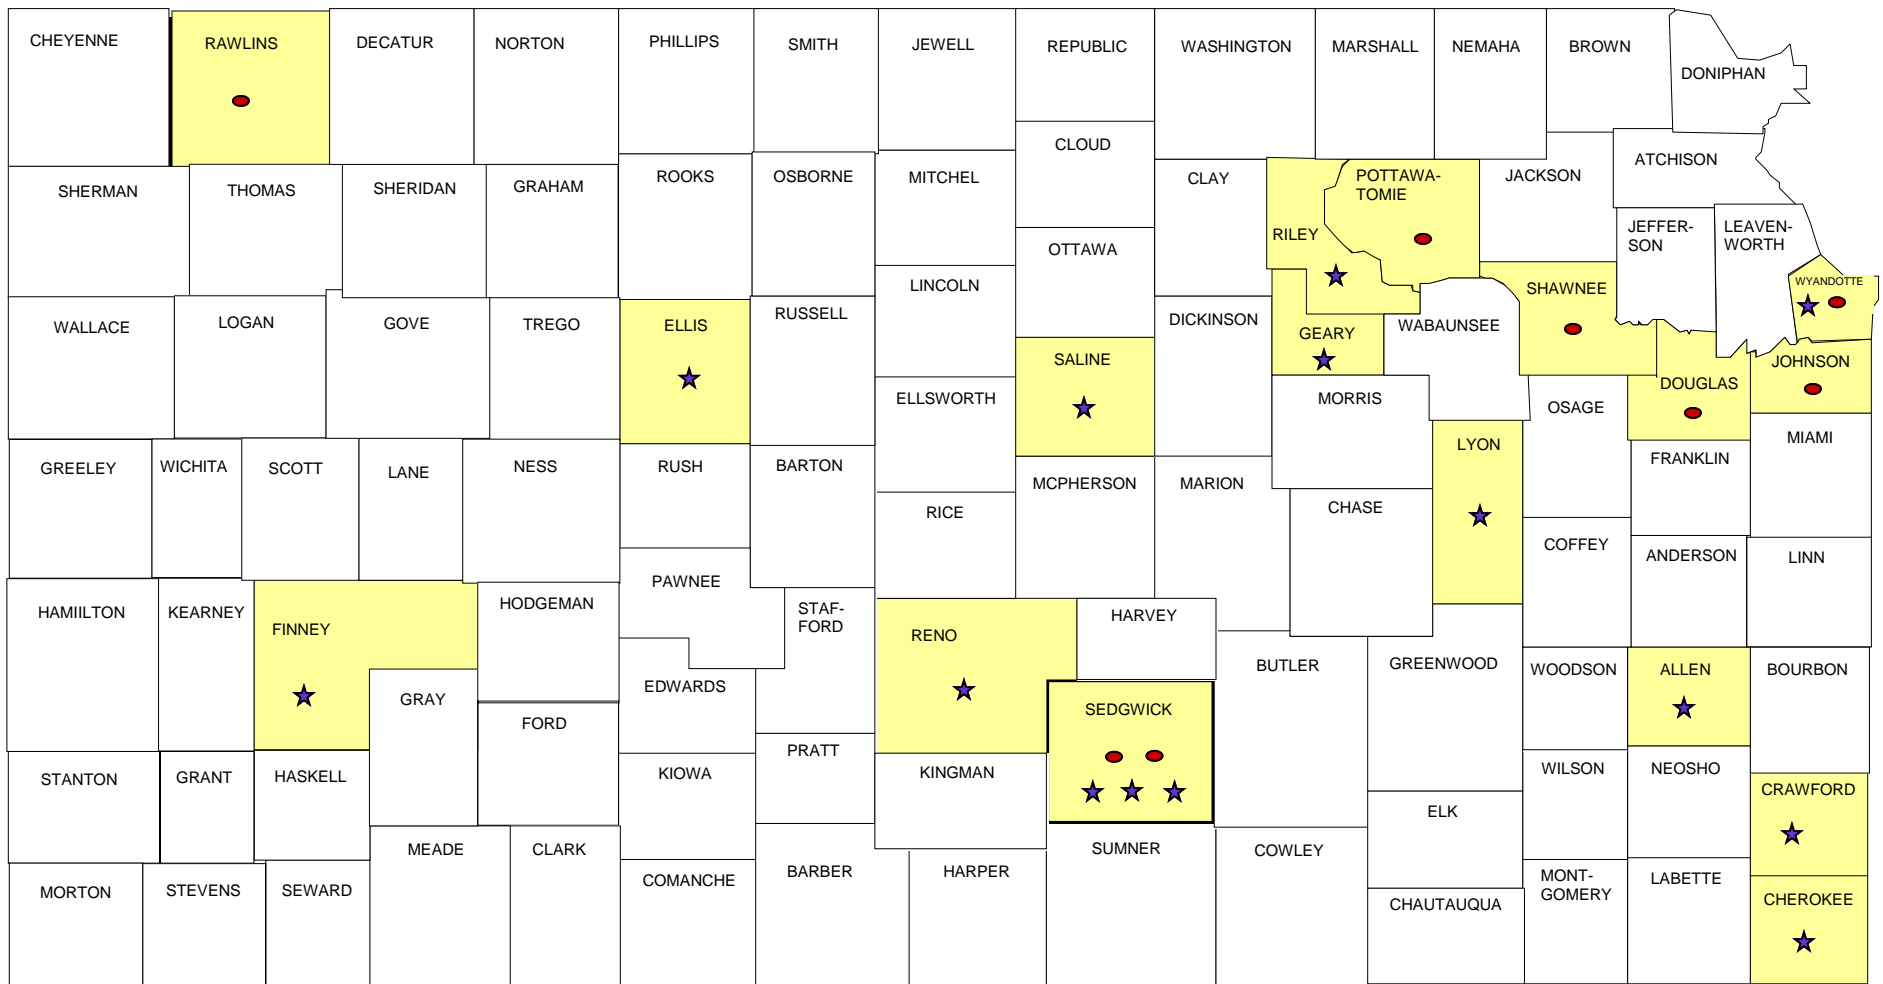 CHEYENNE
RAWLINS
DECATUR
NORTON
PHILLIPS
SMITH
JEWELL
REPUBLIC
WASHINGTON
MARSHALL
NEMAHA
BROWN
DONIPHAN
CLOUD
ATCHISON
SHERMAN
THOMAS
SHERIDAN
GRAHAM
ROOKS
OSBORNE
MITCHEL
CLAY
RILEY
POTTAWA-
TOMIE
JACKSON
JEFFER-
SON
LEAVEN-
WORTH
OTTAWA
WYANDOTTE
WALLACE
LOGAN
GOVE
TREGO
ELLIS
RUSSELL
LINCOLN
SALINE
DICKINSON
GEARY
WABAUNSEE
SHAWNEE
DOUGLAS
JOHNSON
ELLSWORTH
MORRIS
OSAGE
MIAMI
GREELEY
WICHITA
SCOTT
LANE
NESS
RUSH
BARTON
RICE
MCPHERSON
MARION
CHASE
LYON
FRANKLIN
COFFEY
ANDERSON
LINN
HAMIILTON
KEARNEY
FINNEY
HODGEMAN
PAWNEE
STAF-
FORD
RENO
HARVEY
BUTLER
GREENWOOD
WOODSON
ALLEN
BOURBON
GRAY
FORD
EDWARDS
SEDGWICK
STANTON
GRANT
HASKELL
KIOWA
PRATT
KINGMAN
WILSON
NEOSHO
CRAWFORD
ELK
MEADE
CLARK
SUMNER
COWLEY
MORTON
STEVENS
SEWARD
COMANCHE
BARBER
HARPER
CHAUTAUQUA
MONT-
GOMERY
LABETTE
CHEROKEE